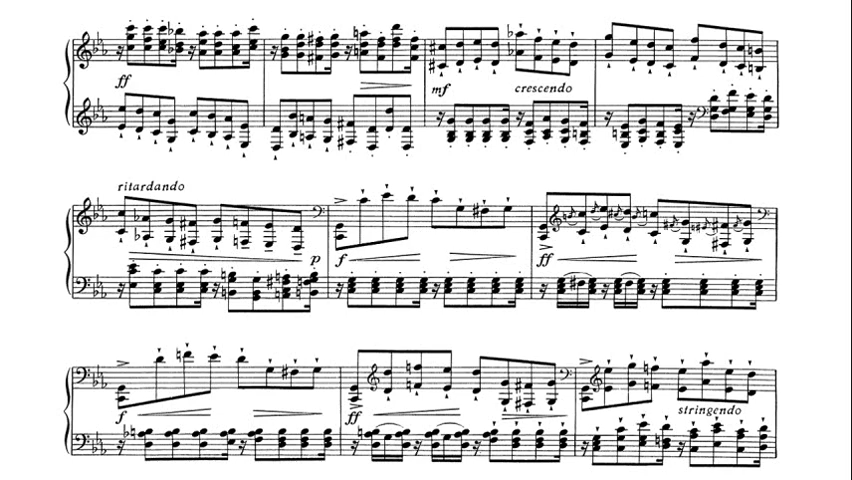 ff
mf crescendo
ritardando
p f ff
f ff
stringendo